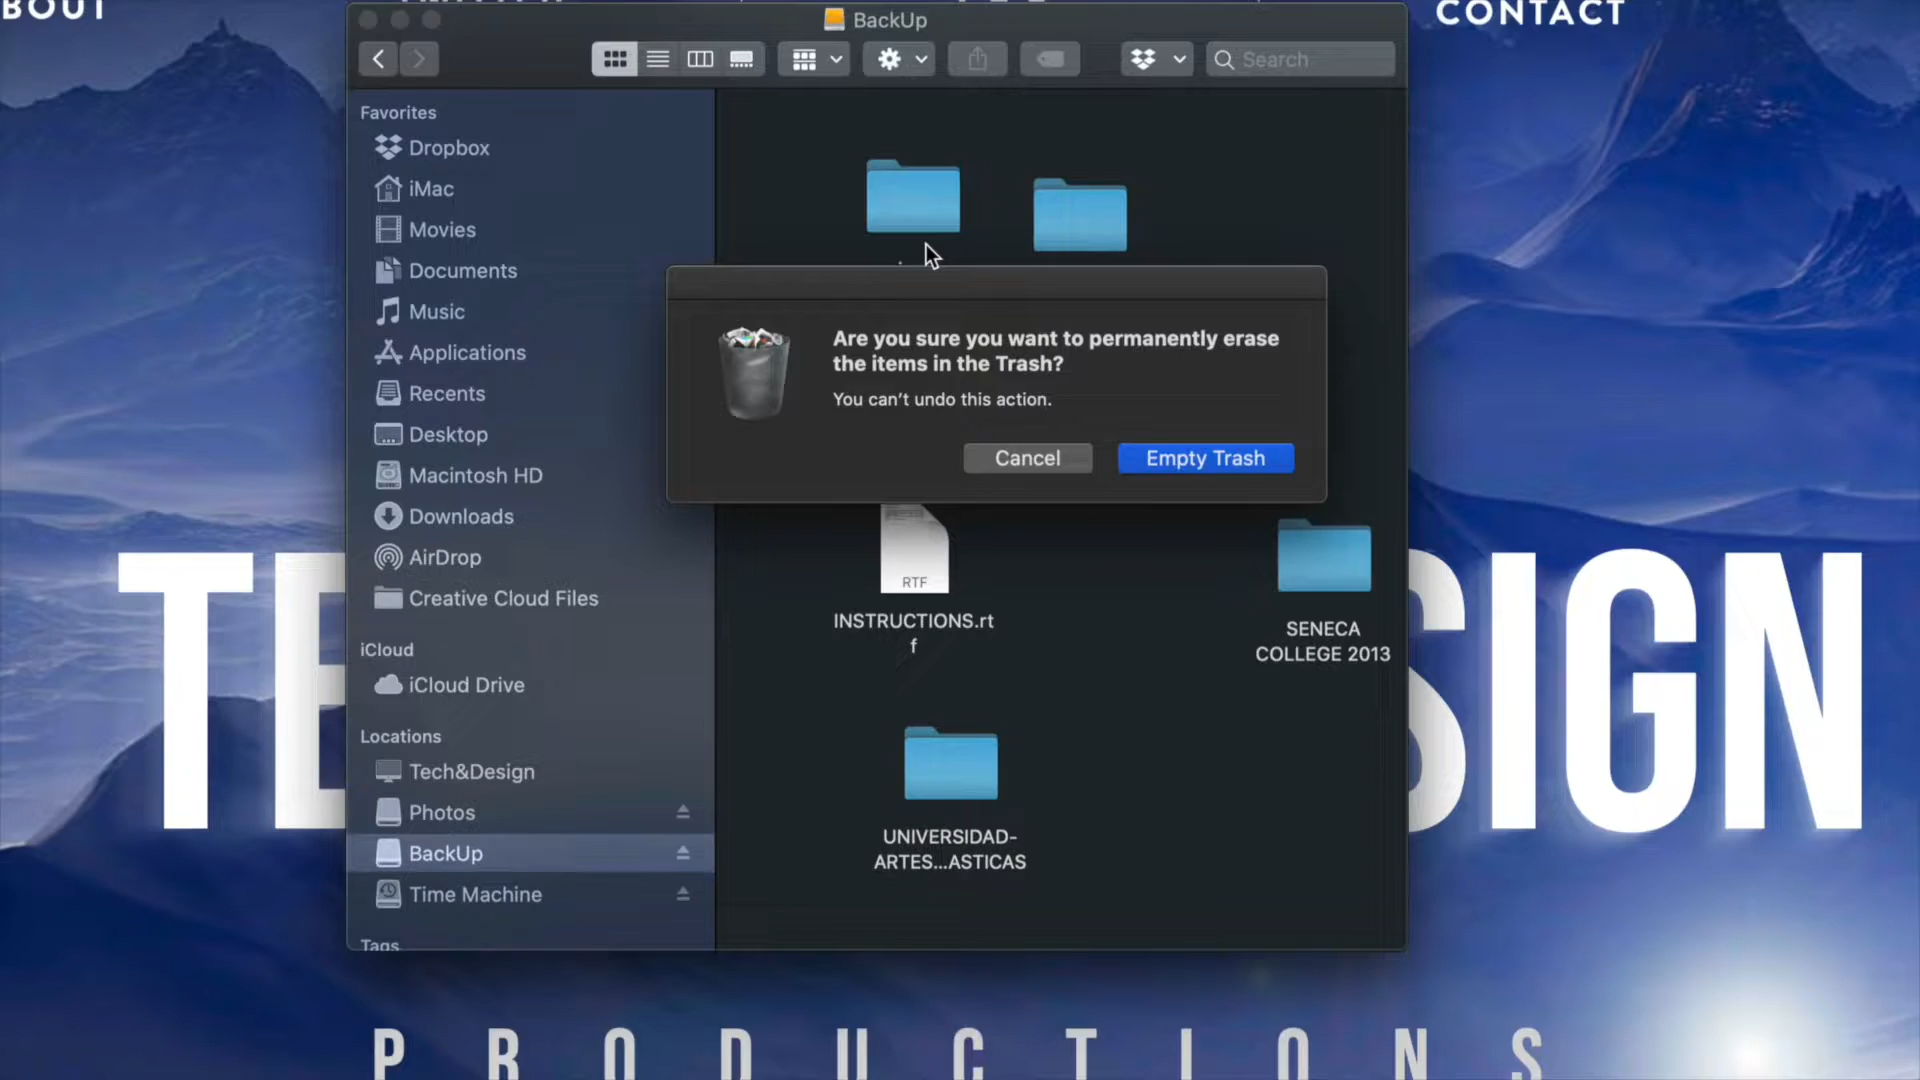 CONTACT
BackUp
Search
Favorites
Dropbox
iMac
Movies
Documents
Music
Applications
Recents
Desktop
Macintosh HD
Downloads
AirDrop
Creative Cloud Files
iCloud
iCloud Drive
Locations
Tech&Design
Photos
BackUp
Time Machine
Tags
Are you sure you want to permanently erase
the items in the Trash?
You can't undo this action.
Cancel
Empty Trash
RTF
INSTRUCTIONS.rt
f
SENECA
COLLEGE 2013
UNIVERSIDAD-
ARTES...ASTICAS
TE SIGN
PRODUCTIONS